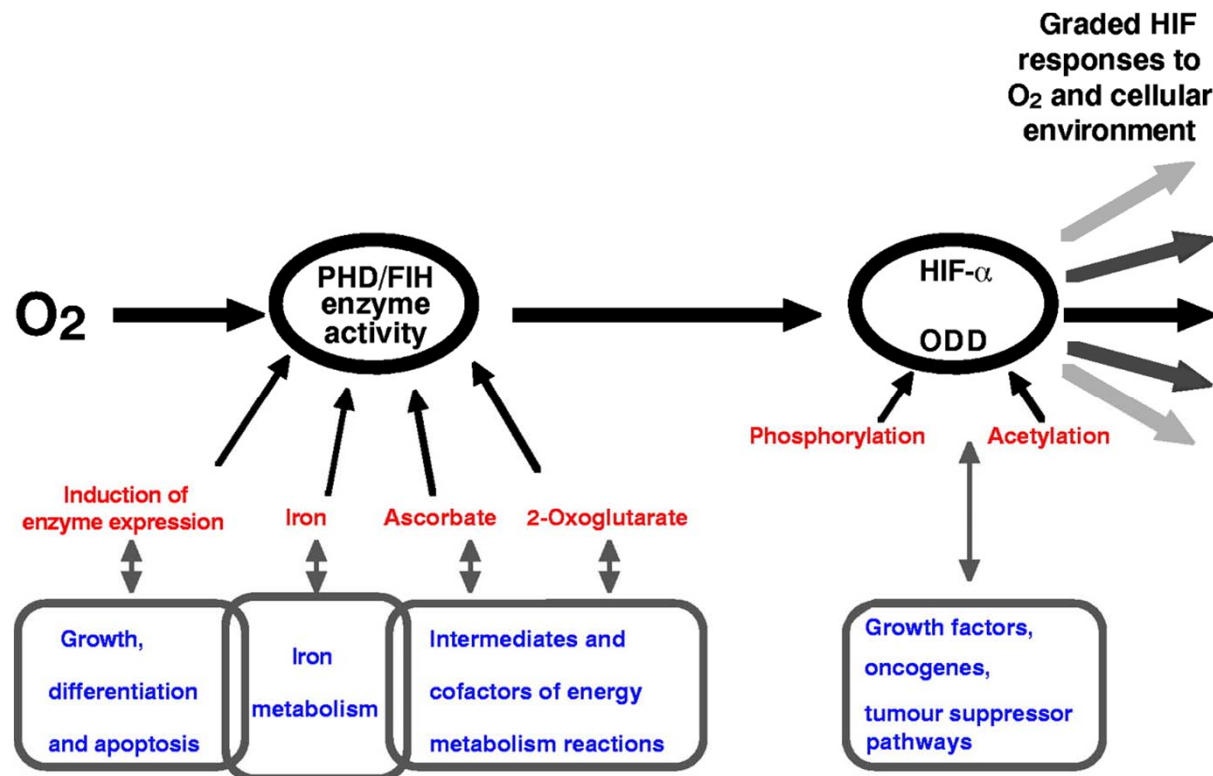 Graded HIF
responses to
O₂ and cellular
environment
O₂
PHD/FIH
enzyme
activity
HIF-α
ODD
Phosphorylation
Acetylation
Induction of
enzyme expression
Iron
Ascorbate
2-Oxoglutarate
Growth,
differentiation
and apoptosis
Iron
metabolism
Intermediates and
cofactors of energy
metabolism reactions
Growth factors,
oncogenes,
tumour suppressor
pathways